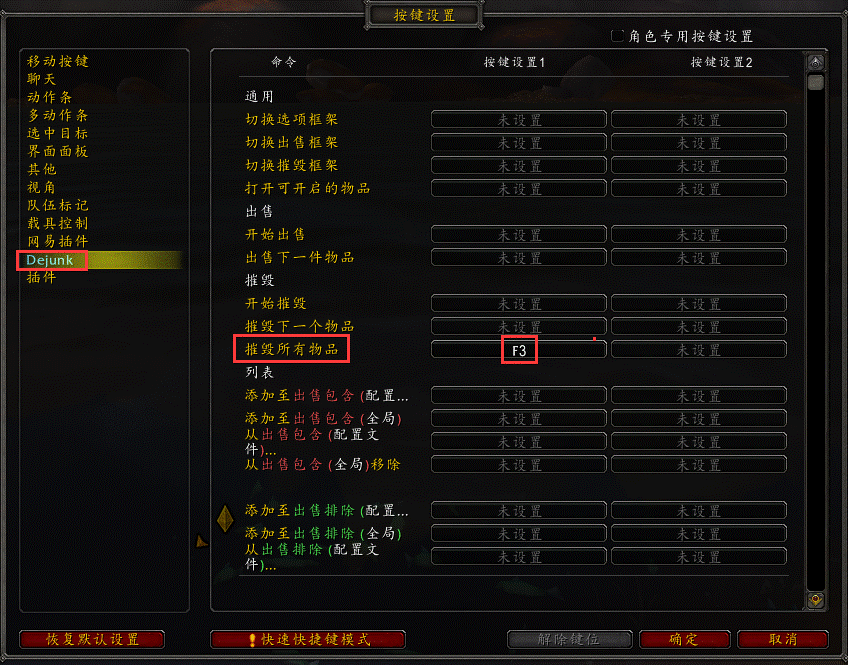 按键设置
角色专用按键设置
移动按键
聊天
动作条
多动作条
选中目标
界面面板
其他
视角
队伍标记
载具控制
网易插件
Dejunk
插件
命令 按键设置1 按键设置2
通用
切换选项框架 未设置 未设置
切换出售框架 未设置 未设置
切换摧毁框架 未设置 未设置
打开可开启的物品 未设置 未设置
出售
开始出售 未设置 未设置
出售下一件物品 未设置 未设置
摧毁
开始摧毁 未设置 未设置
摧毁下一个物品 未设置 未设置
摧毁所有物品 F3 未设置
列表
添加至出售包含 (配置... 未设置 未设置
添加至出售包含 (全局) 未设置 未设置
从出售包含 (配置文
件)... 未设置 未设置
从出售包含 (全局)移除 未设置 未设置
添加至出售排除 (配置... 未设置 未设置
添加至出售排除 (全局) 未设置 未设置
从出售排除 (配置文
件)... 未设置 未设置
恢复默认设置 快速快捷键模式 解除键位 确定 取消